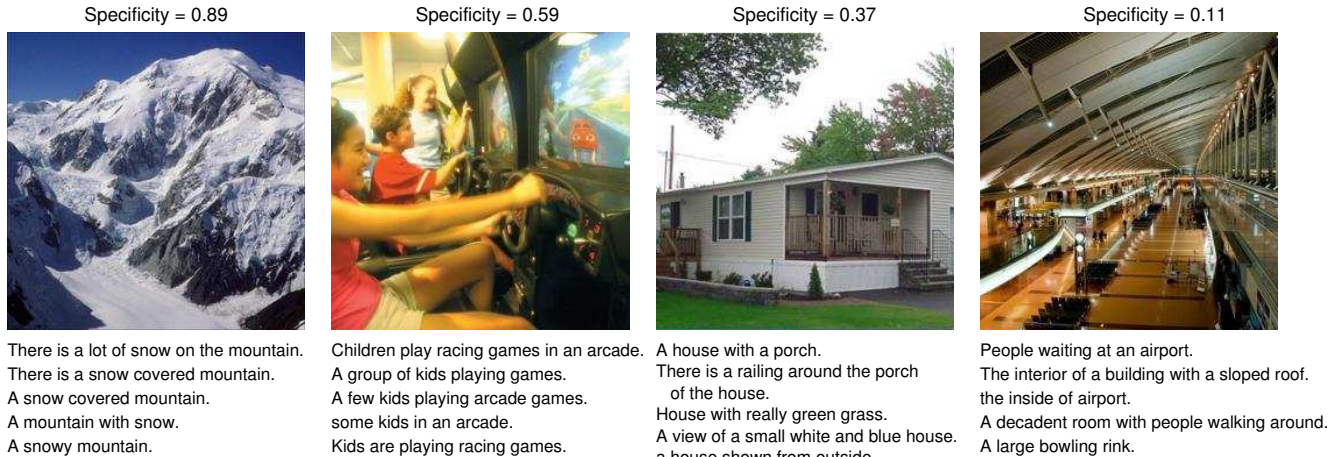 Specificity = 0.89
There is a lot of snow on the mountain.
There is a snow covered mountain.
A snow covered mountain.
A mountain with snow.
A snowy mountain.
Specificity = 0.59
Children play racing games in an arcade.
A group of kids playing games.
A few kids playing arcade games.
some kids in an arcade.
Kids are playing racing games.
Specificity = 0.37
A house with a porch.
There is a railing around the porch
of the house.
House with really green grass.
A view of a small white and blue house.
a house shown from outside
Specificity = 0.11
People waiting at an airport.
The interior of a building with a sloped roof.
the inside of airport.
A decadent room with people walking around.
A large bowling rink.